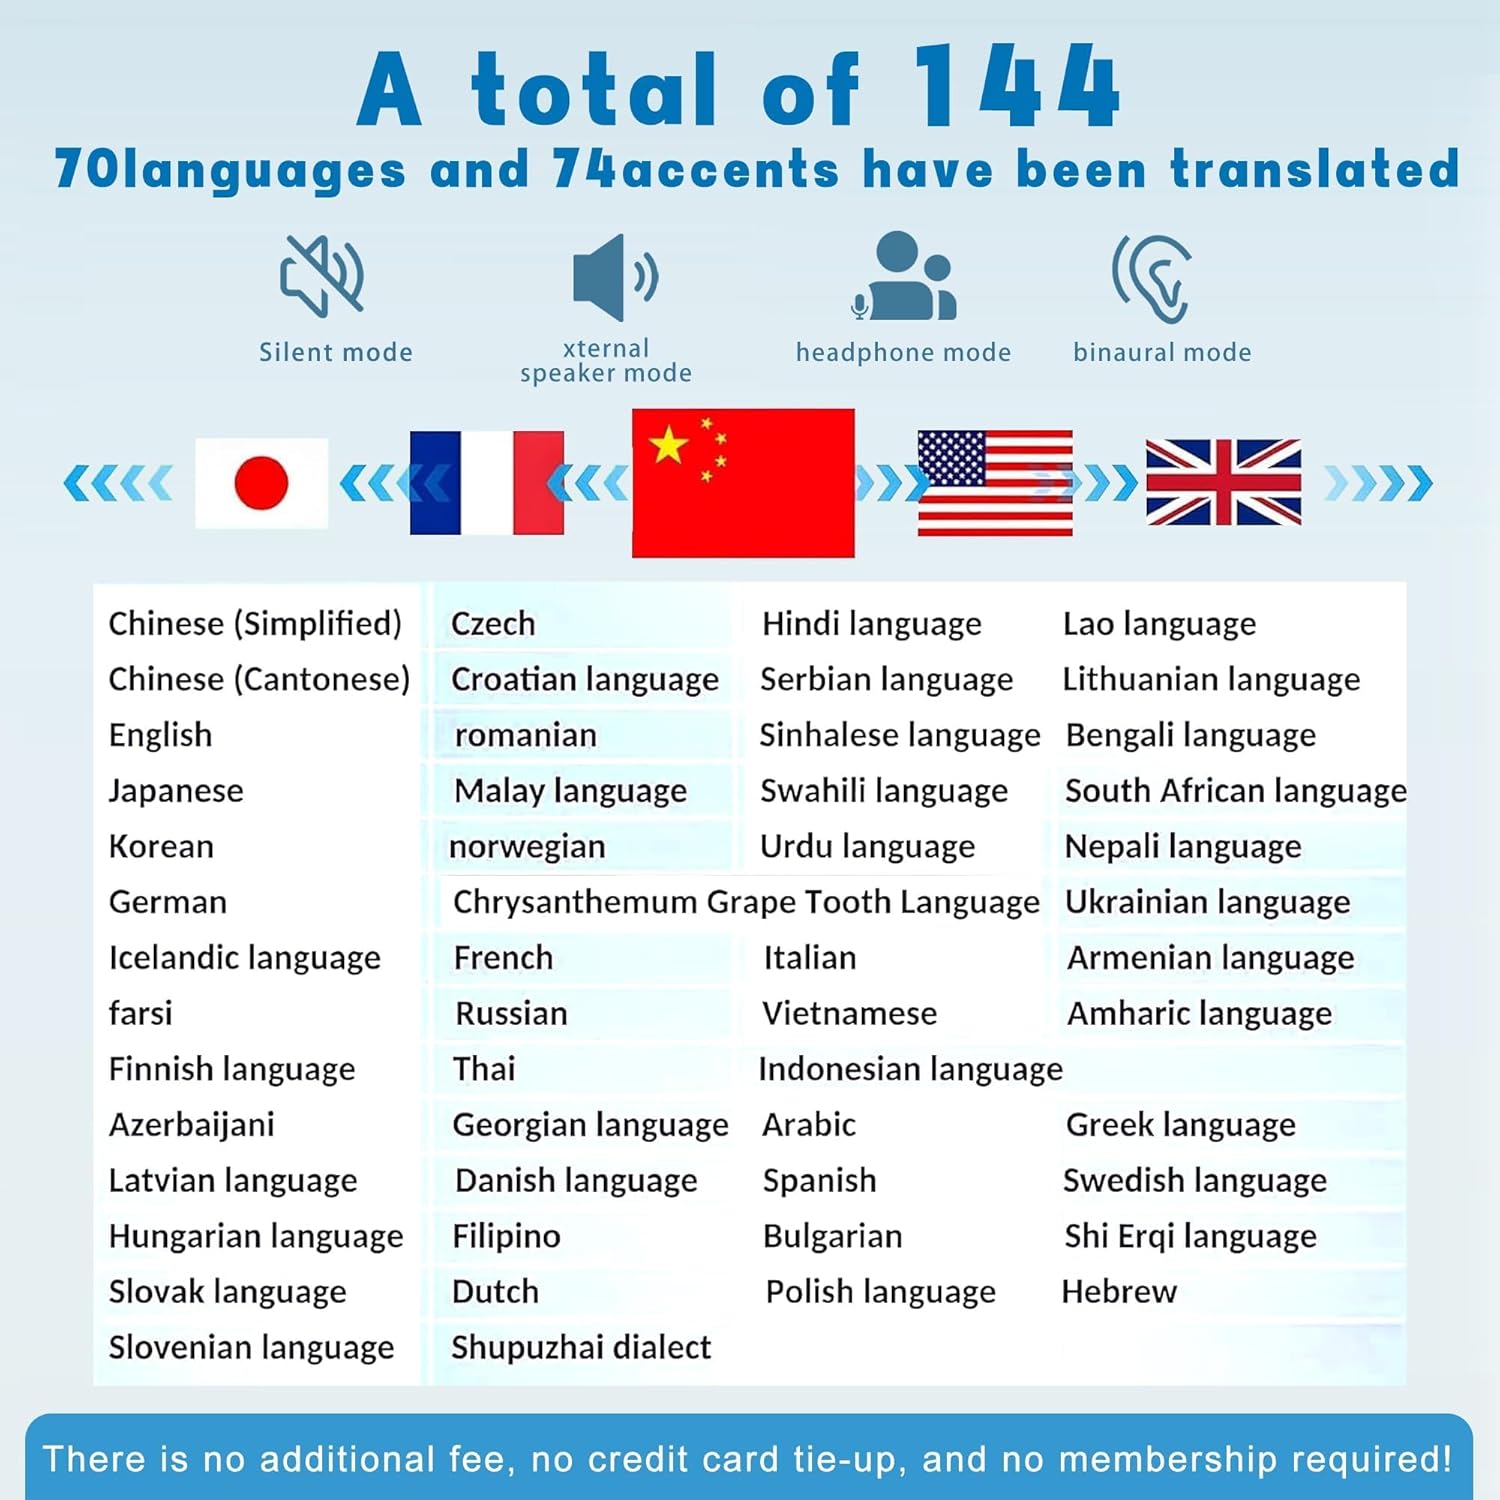 A total of 144
70languages and 74accents have been translated
Silent mode
xternal
speaker mode
headphone mode
binaural mode
Chinese (Simplified) Czech Hindi language Lao language
Chinese (Cantonese) Croatian language Serbian language Lithuanian language
English romanian Sinhalese language Bengali language
Japanese Malay language Swahili language South African language
Korean norwegian Urdu language Nepali language
German Chrysanthemum Grape Tooth Language Ukrainian language
Icelandic language French Italian Armenian language
farsi Russian Vietnamese Amharic language
Finnish language Thai Indonesian language
Azerbaijani Georgian language Arabic Greek language
Latvian language Danish language Spanish Swedish language
Hungarian language Filipino Bulgarian Shi Erqi language
Slovak language Dutch Polish language Hebrew
Slovenian language Shupuzhai dialect
There is no additional fee, no credit card tie-up, and no membership required!